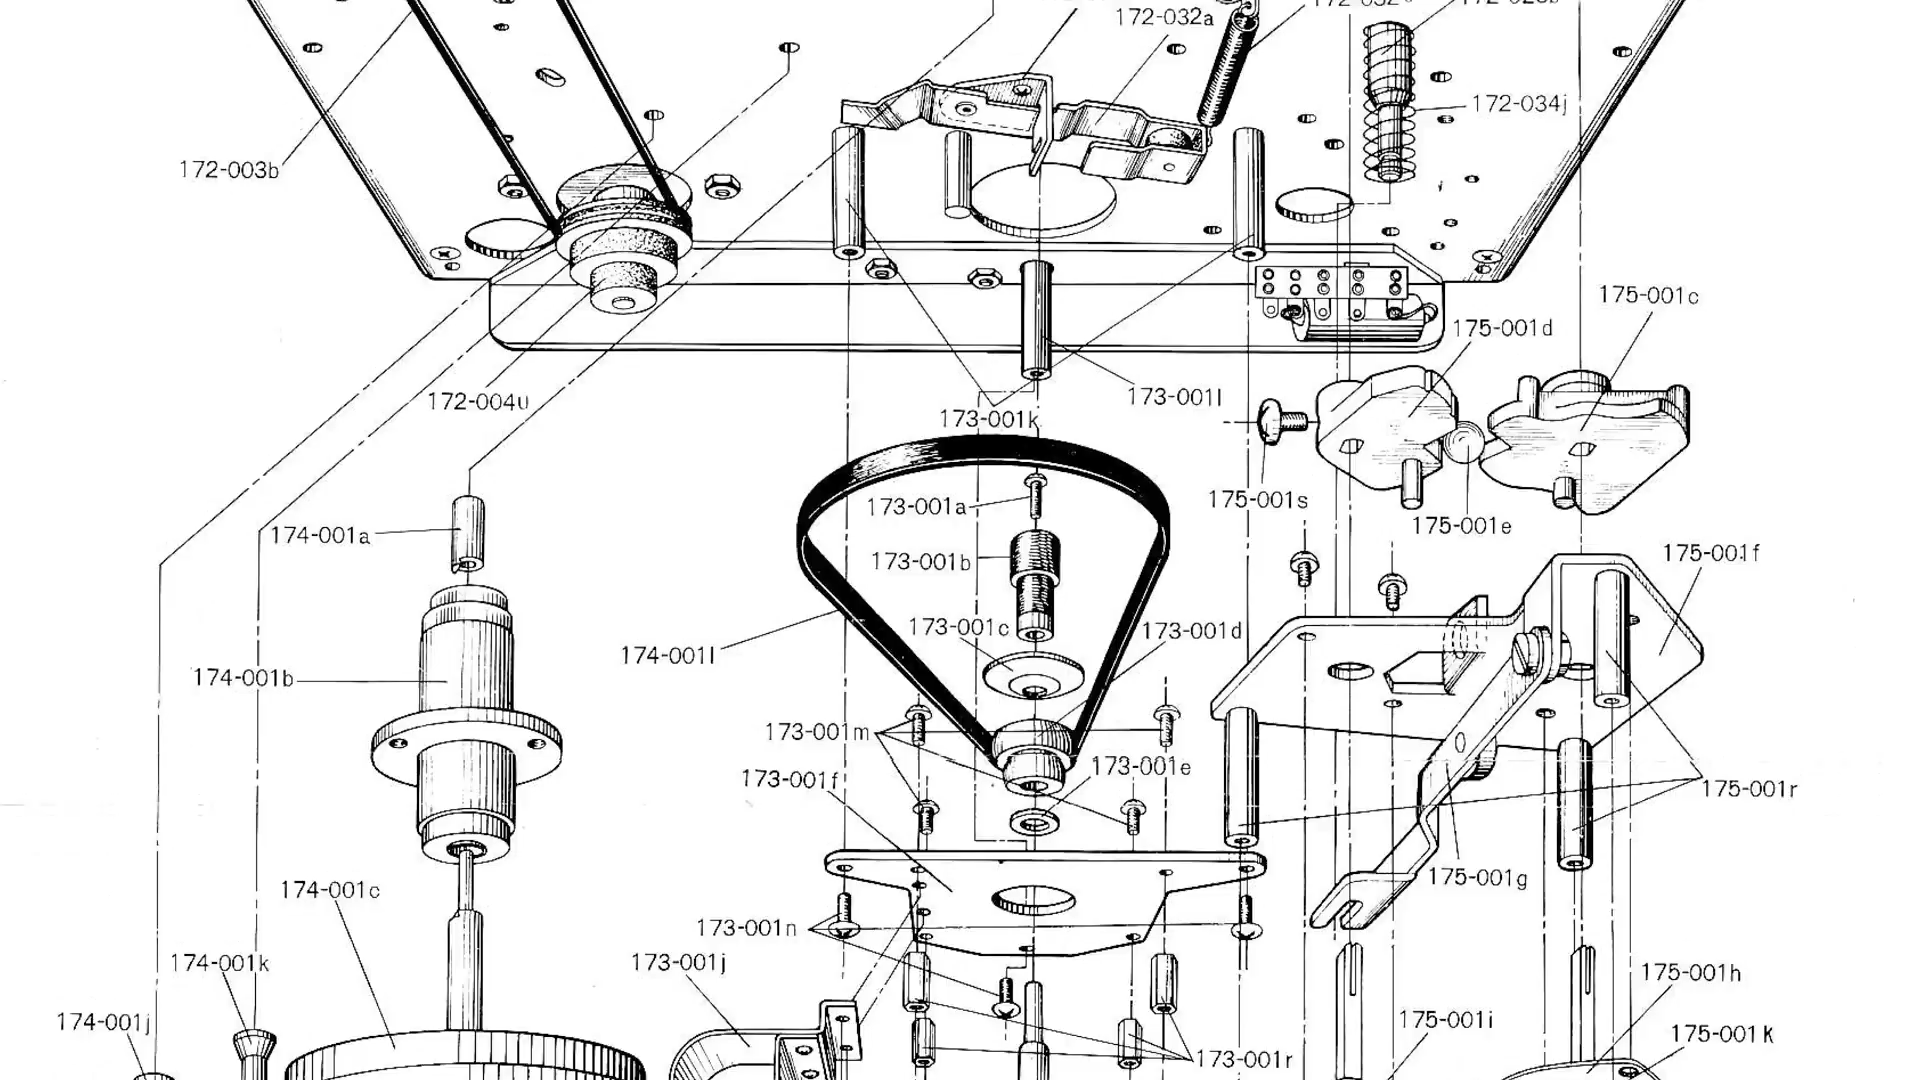 172-032a
172-034j
172-003b
175-001c
175-001d
172-004u
173-001l
173-001k
175-001s
173-001a
175-001e
174-001a
173-001b
175-001f
173-001c
173-001d
174-001l
174-001b
173-001m
173-001e
173-001f
175-001r
175-001g
174-001c
173-001n
174-001k
173-001j
175-001h
174-001j
175-001i
175-001K
173-001r